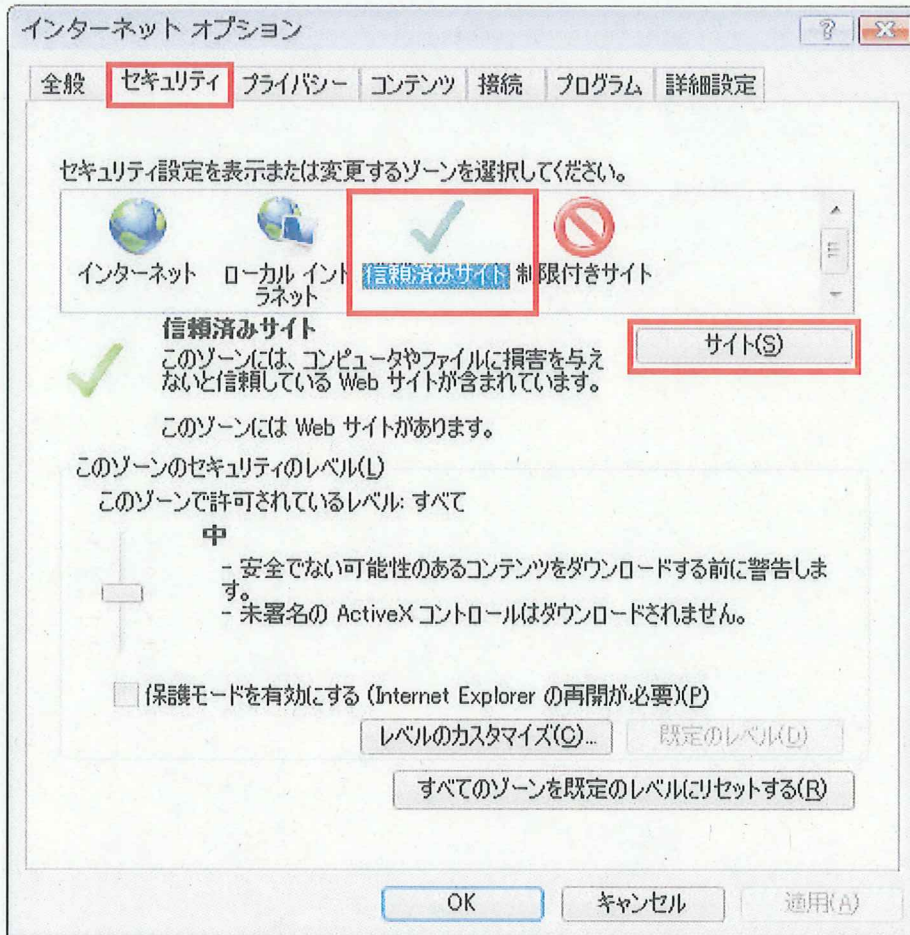 インターネット オプション
全般 セキュリティ プライバシー コンテンツ 接続 プログラム 詳細設定
セキュリティ設定を表示または変更するゾーンを選択してください。
インターネット
ローカル イント
ラネット
信頼済みサイト
制限付きサイト
信頼済みサイト
サイト(S)
このゾーンには、コンピュータやファイルに損害を与え
ないと信頼している Web サイトが含まれています。
このゾーンには Web サイトがあります。
このゾーンのセキュリティのレベル(L)
このゾーンで許可されているレベル: すべて
中
- 安全でない可能性のあるコンテンツをダウンロードする前に警告しま
す。
- 未署名の ActiveX コントロールはダウンロードされません。
保護モードを有効にする (Internet Explorer の再開が必要)(P)
レベルのカスタマイズ(C)... 既定のレベル(D)
すべてのゾーンを既定のレベルにリセットする(R)
OK キャンセル 適用(A)